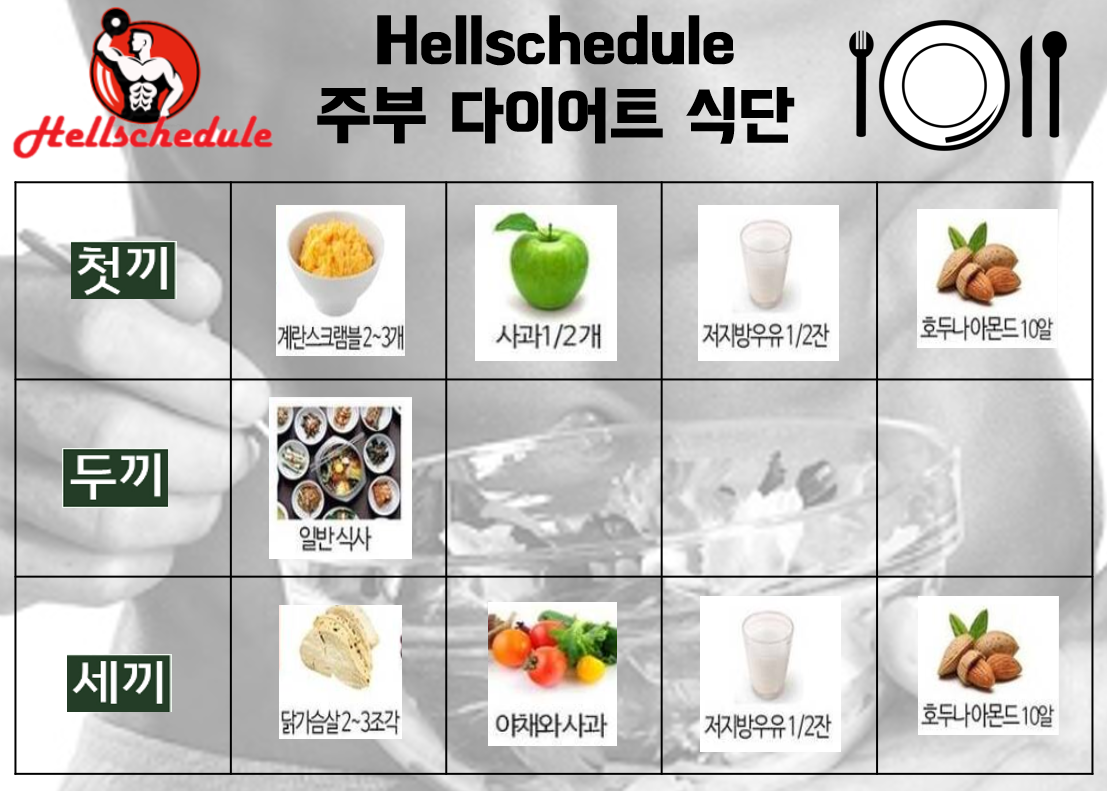 Hellschedule
Hellschedule
주부 다이어트 식단
첫끼
계란스크램블 2~3개
사과1/2개
저지방우유 1/2잔
호두나 아몬드 10알
두끼
일반식사
세끼
닭가슴살 2~3조각
야채와 사과
저지방우유 1/2잔
호두나 아몬드 10알